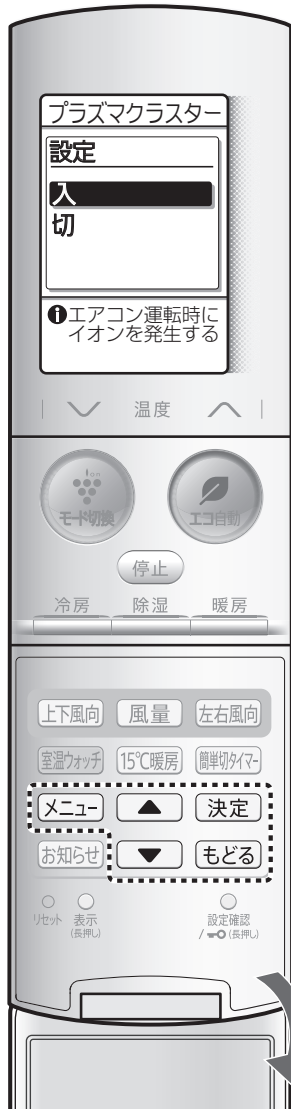 プラズマクラスター
設定
入
切
❶エアコン運転時に
イオンを発生する
温度
Ion
モード切換
エコ自動
停止
冷房 除湿 暖房
上下風向 風量 左右風向
室温ウォッチ 15℃暖房 簡単切タイマー
メニュー ▲ 決定
お知らせ ▼ もどる
リセット 表示 設定確認
(長押し) / (長押し)